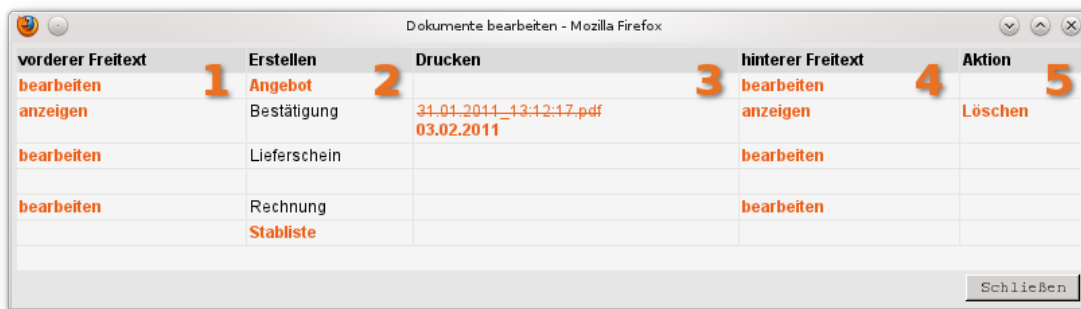 Dokumente bearbeiten - Mozilla Firefox
vorderer Freitext Erstellen Drucken hinterer Freitext Aktion
1 2 3 4 5
bearbeiten Angebot bearbeiten
anzeigen Bestätigung 31.01.2011_13:12:17.pdf anzeigen Löschen
03.02.2011
bearbeiten Lieferschein bearbeiten
bearbeiten Rechnung bearbeiten
Stabliste
Schließen